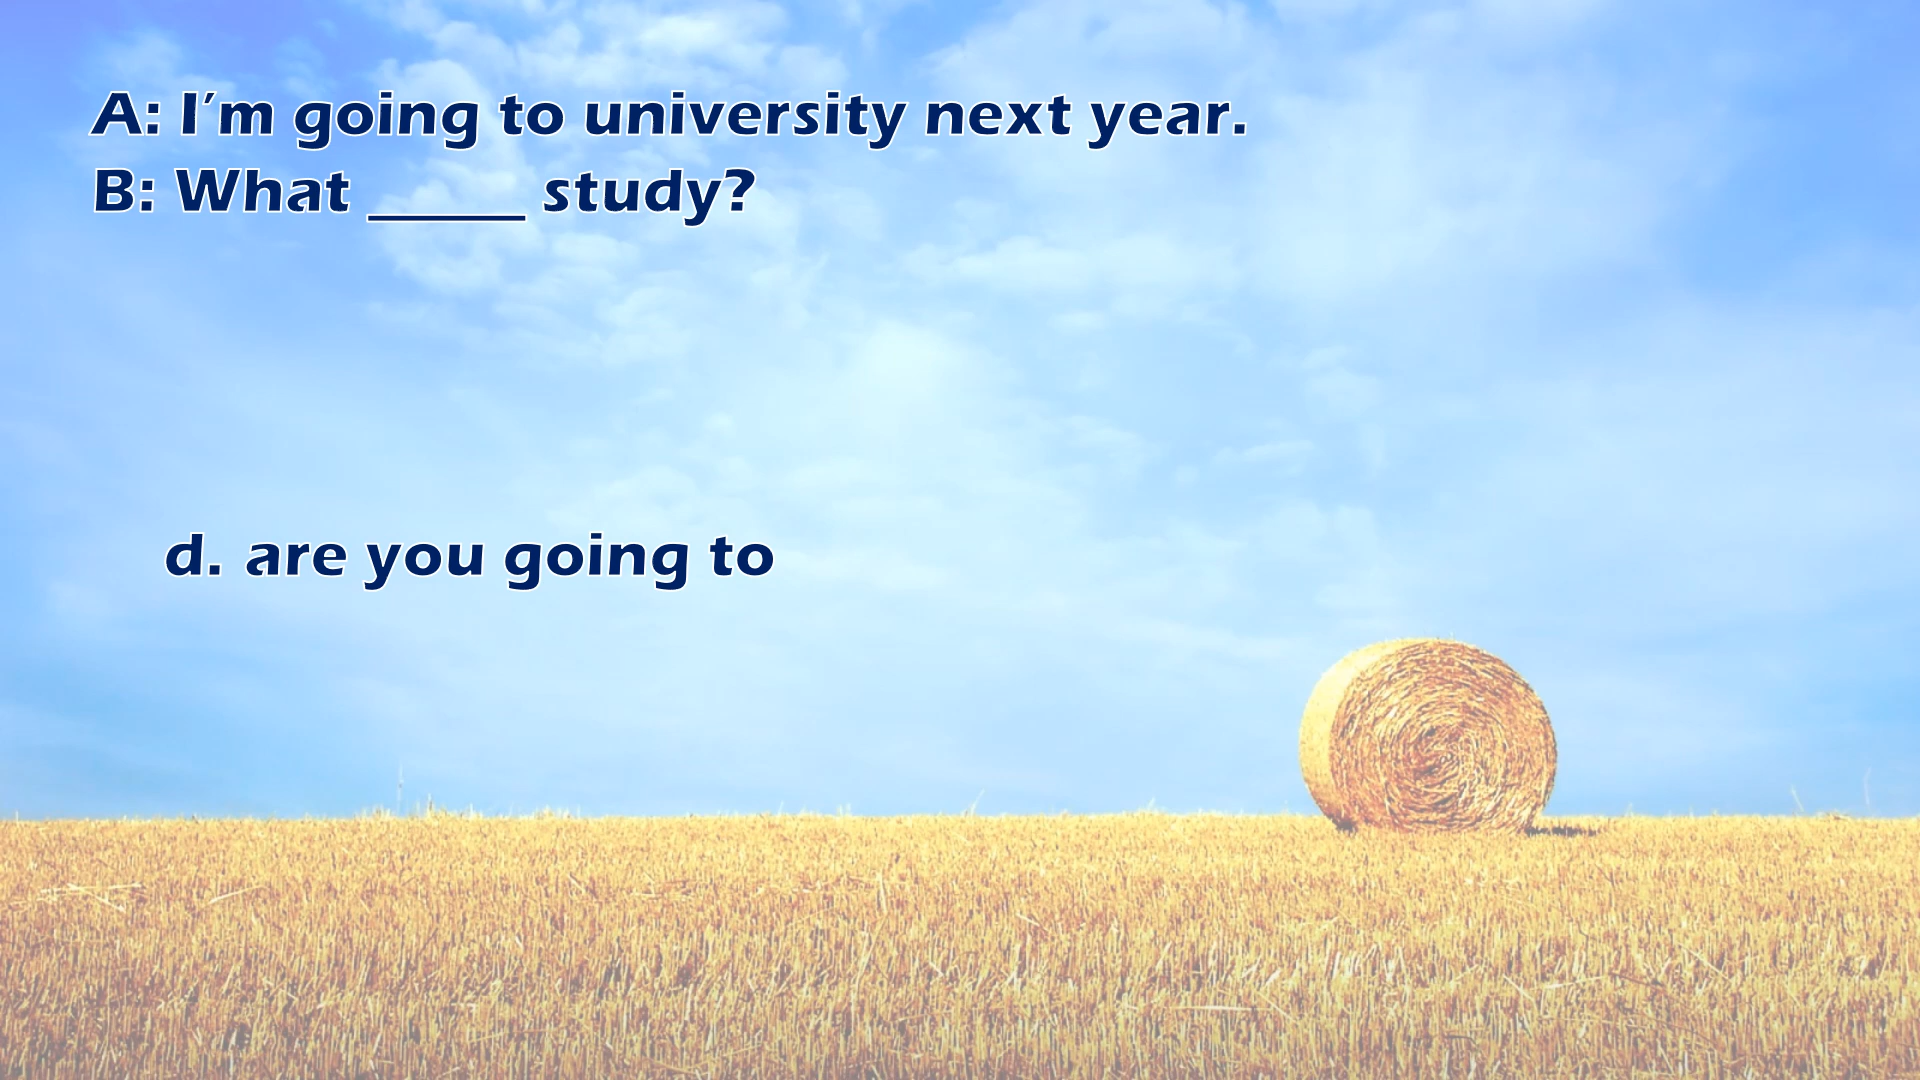 A: I′m going to university next year.
B: What _____ study?
d. are you going to